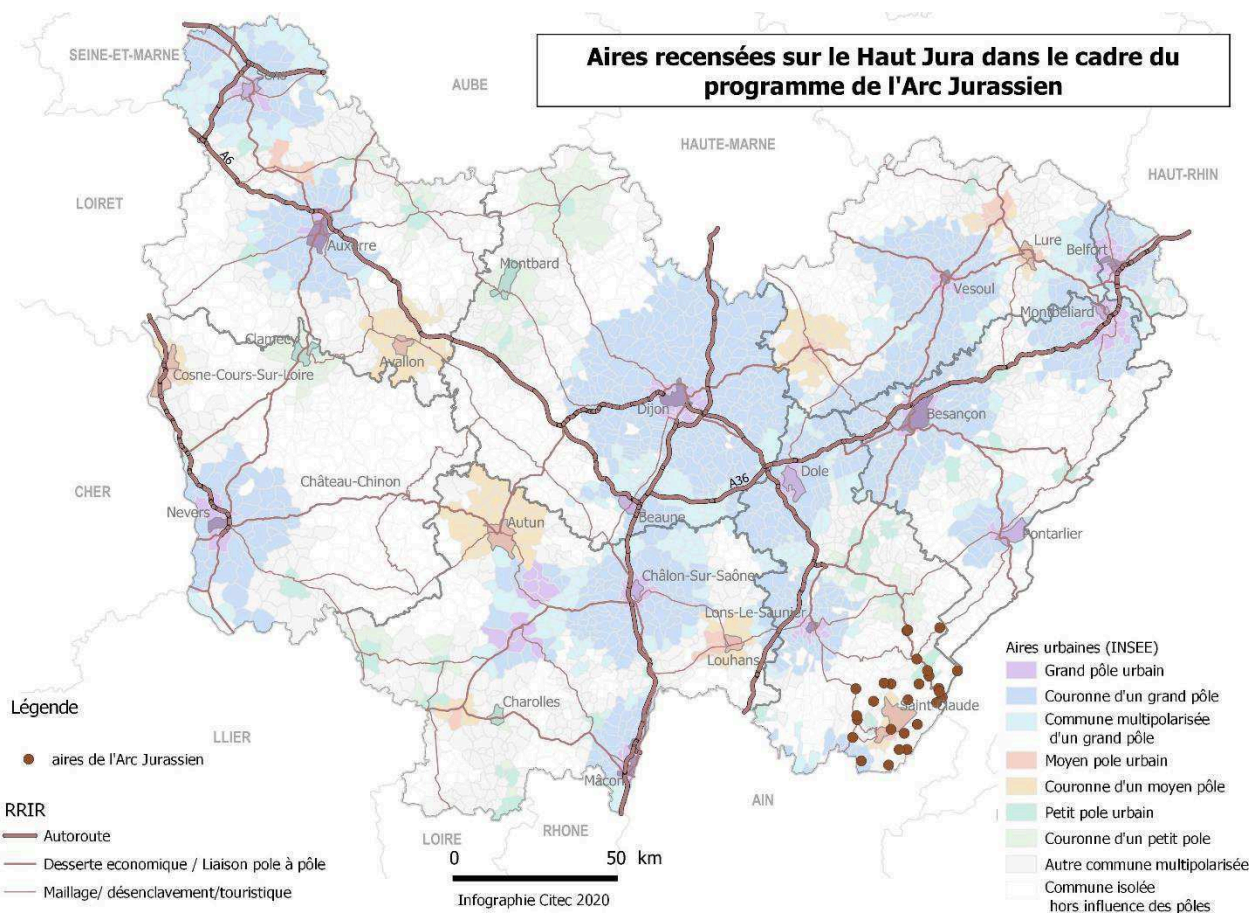 Aires recensées sur le Haut Jura dans le cadre du
programme de l'Arc Jurassien
SEINE-ET-MARNE
AUBE
HAUTE-MARNE
HAUT-RHIN
LOIRET
A6
Auxerre
Montbard
Lure
Belfort
Vesoul
Montbéliard
Clamecy
Avallon
Cosne-Cours-Sur-Loire
Dijon
Besançon
CHER
Château-Chinon
A36
Dole
Nevers
Autun
Beaune
Pontarlier
Châlon-Sur-Saône
Lons-Le-Saunier
Louhans
Saint-Claude
Charolles
LLIER
Mâcon
AIN
LOIRE
RHONE
Légende
aires de l'Arc Jurassien
RRIR
Autoroute
Desserte economique / Liaison pole à pôle
Maillage/ désenclavement/touristique
0 50 km
Infographie Citec 2020
Aires urbaines (INSEE)
Grand pôle urbain
Couronne d'un grand pôle
Commune multipolarisée
d'un grand pôle
Moyen pole urbain
Couronne d'un moyen pôle
Petit pole urbain
Couronne d'un petit pole
Autre commune multipolarisée
Commune isolée
hors influence des pôles